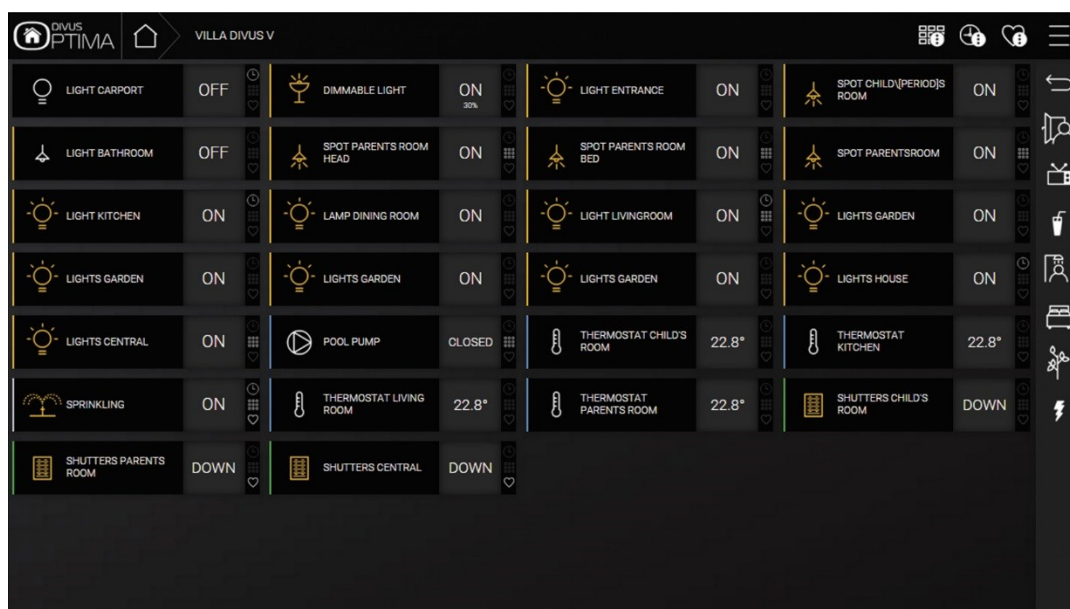 DIVUS
OPTIMA
VILLA DIVUS V
LIGHT CARPORT
OFF
DIMMABLE LIGHT
ON
30%
LIGHT ENTRANCE
ON
SPOT CHILD\[PERIOD]S
ROOM
ON
LIGHT BATHROOM
OFF
SPOT PARENTS ROOM
HEAD
ON
SPOT PARENTS ROOM
BED
ON
SPOT PARENTSROOM
ON
LIGHT KITCHEN
ON
LAMP DINING ROOM
ON
LIGHT LIVINGROOM
ON
LIGHTS GARDEN
ON
LIGHTS GARDEN
ON
LIGHTS GARDEN
ON
LIGHTS GARDEN
ON
LIGHTS HOUSE
ON
LIGHTS CENTRAL
ON
POOL PUMP
CLOSED
THERMOSTAT CHILD'S
ROOM
22.8°
THERMOSTAT
KITCHEN
22.8°
SPRINKLING
ON
THERMOSTAT LIVING
ROOM
22.8°
THERMOSTAT
PARENTS ROOM
22.8°
SHUTTERS CHILD'S
ROOM
DOWN
SHUTTERS PARENTS
ROOM
DOWN
SHUTTERS CENTRAL
DOWN